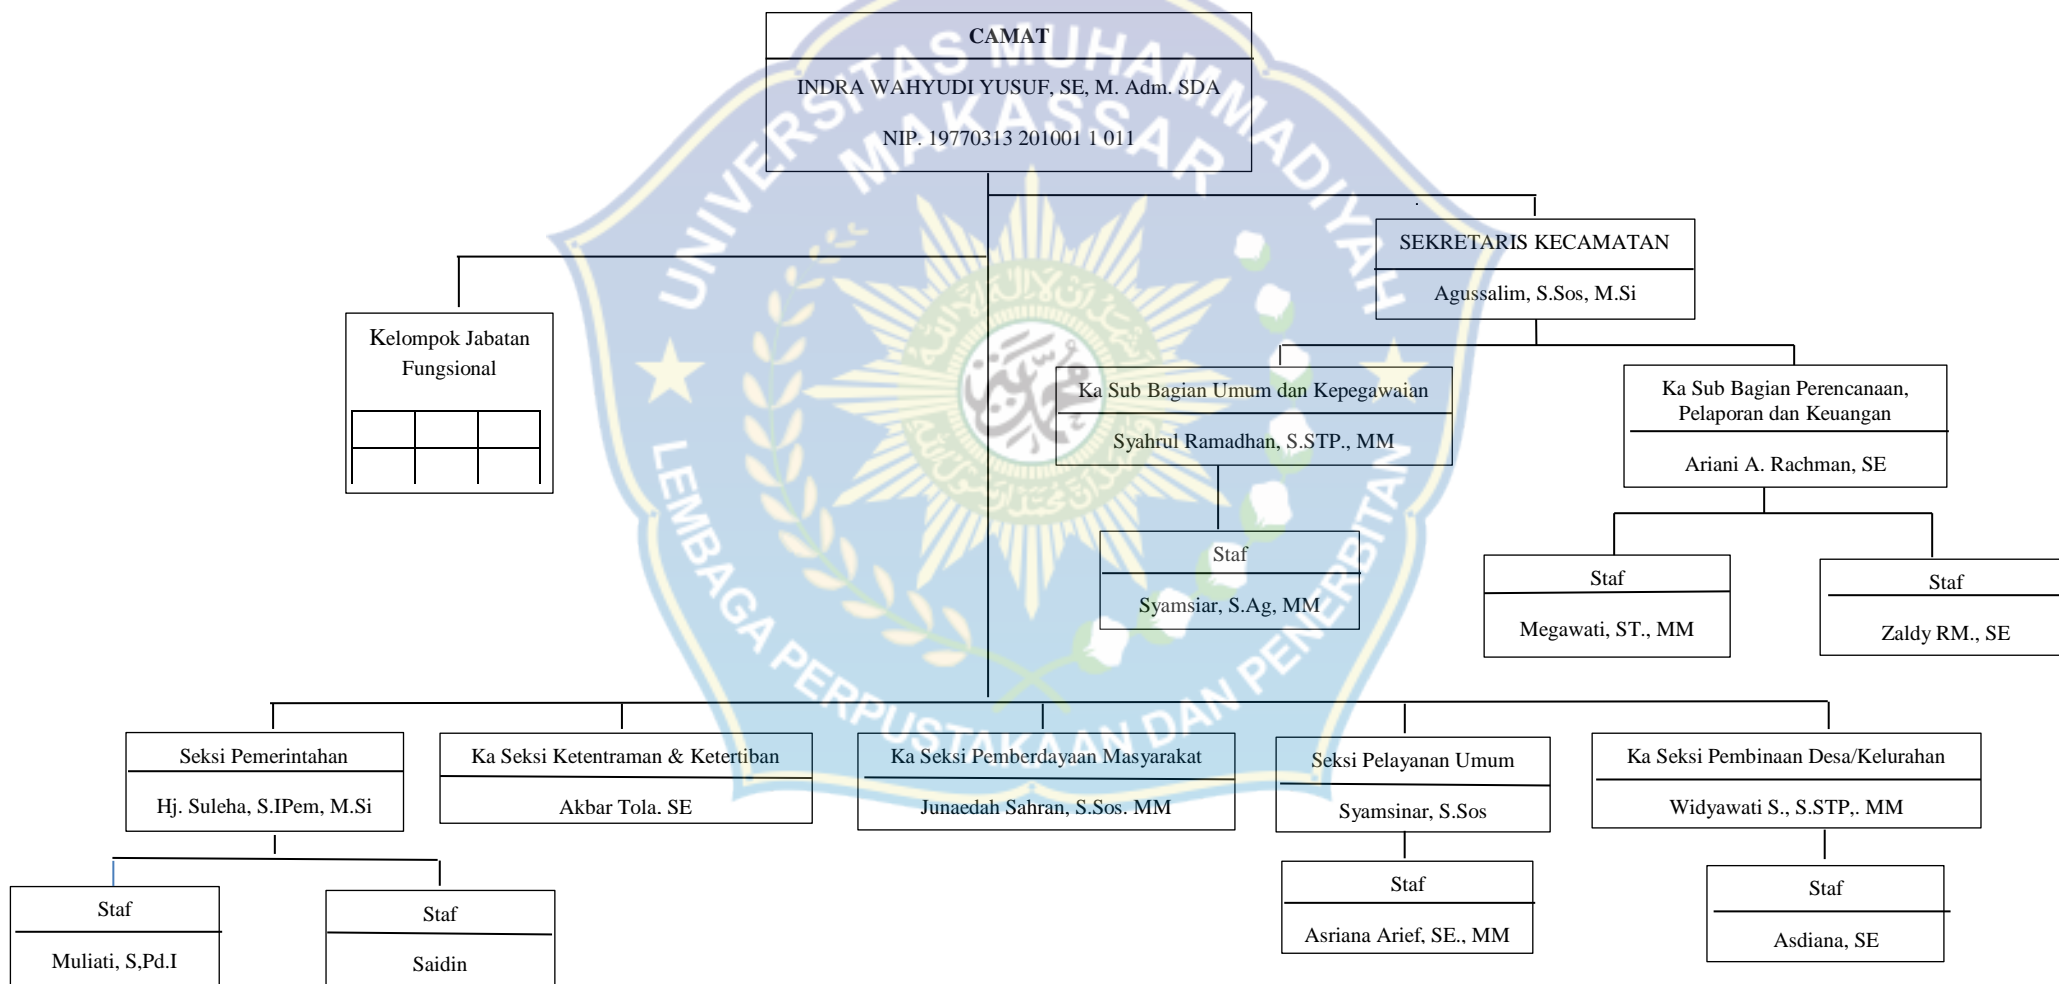 CAMAT
INDRA WAHYUDI YUSUF, SE, M. Adm. SDA
NIP. 19770313 201001 1 011
SEKRETARIS KECAMATAN
Agussalim, S.Sos, M.Si
Kelompok Jabatan
Fungsional
Ka Sub Bagian Umum dan Kepegawaian
Syahrul Ramadhan, S.STP., MM
Ka Sub Bagian Perencanaan,
Pelaporan dan Keuangan
Ariani A. Rachman, SE
Staf
Syamsiar, S.Ag, MM
Staf
Megawati, ST., MM
Staf
Zaldy RM., SE
Seksi Pemerintahan
Hj. Suleha, S.IPem, M.Si
Ka Seksi Ketentraman & Ketertiban
Akbar Tola. SE
Ka Seksi Pemberdayaan Masyarakat
Junaedah Sahran, S.Sos. MM
Seksi Pelayanan Umum
Syamsinar, S.Sos
Ka Seksi Pembinaan Desa/Kelurahan
Widyawati S., S.STP,. MM
Staf
Muliati, S,Pd.I
Staf
Saidin
Staf
Asriana Arief, SE., MM
Staf
Asdiana, SE
UNIVERSITAS MUHAMMADIYAH
MAKASSAR
LEMBAGA PERPUSTAKAAN DAN PENERBITAN